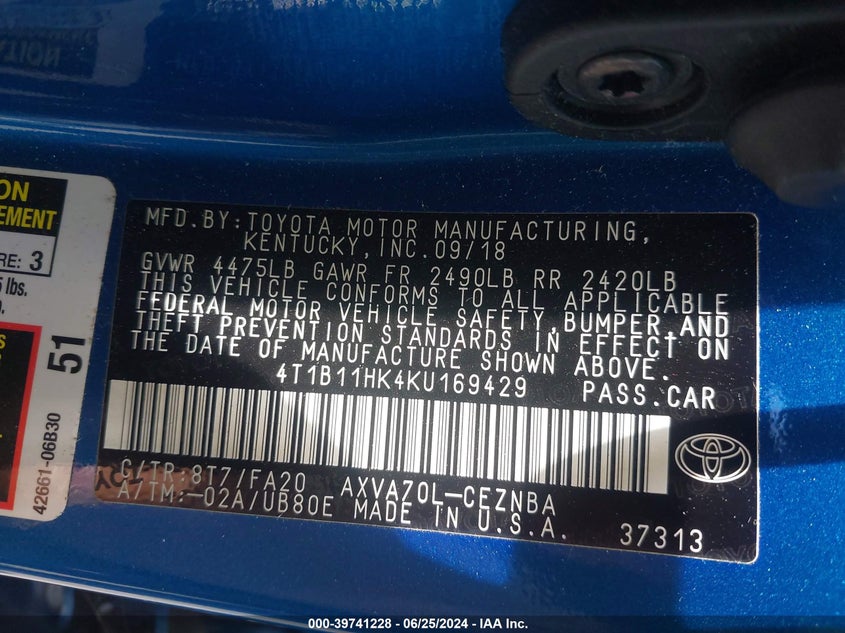 MFD.BY:TOYOTA MOTOR MANUFACTURING,
KENTUCKY,INC.09/18
GVWR 4475LB GAWR FR 2490LB RR 2420LB
THIS VEHICLE CONFORMS TO ALL APPLICABLE
FEDERAL MOTOR VEHICLE SAFETY,BUMPER,AND
THEFT PREVENTION STANDARDS IN EFFECT ON
THE DATE OF MANUFACTURE SHOWN ABOVE.
4T1B11HK4KU169429 PASS.CAR
C/TR:8T7/FA20 AXVA70L-CEZNBA
A/TM:-02A/UB80E MADE IN U.S.A.
37313
3
lbs.
51
42661-06B30
000-39741228 - 06/25/2024 - IAA Inc.